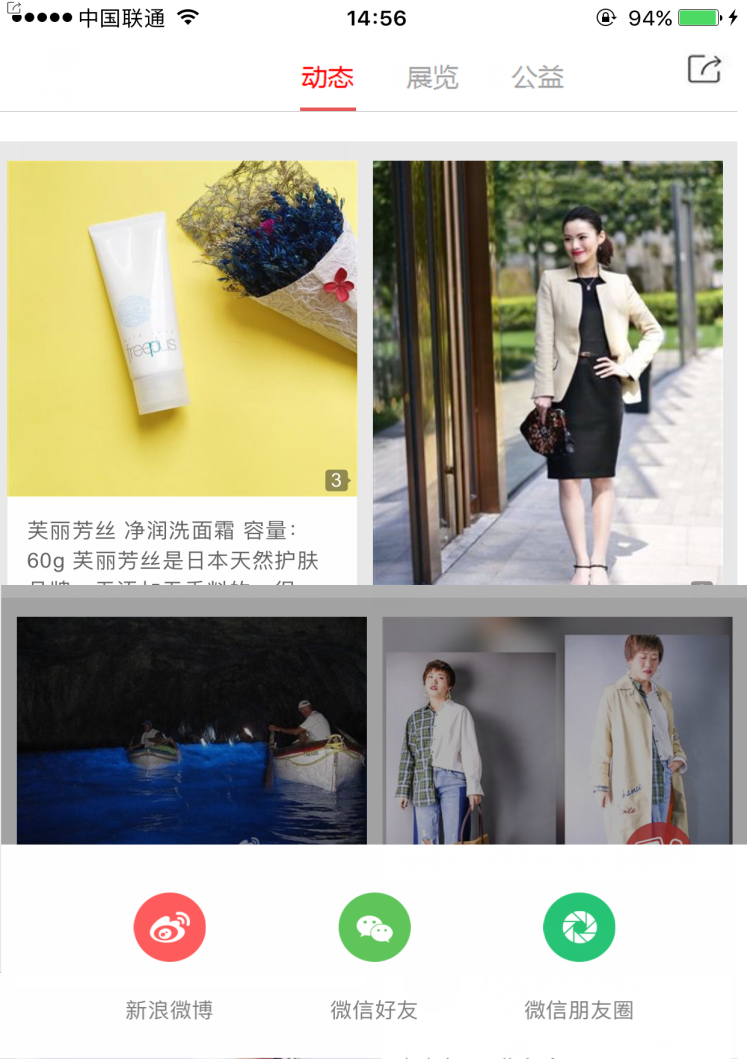 中国联通
14:56
94%
动态
展览
公益
freeplus
3
芙丽芳丝 净润洗面霜 容量：
60g 芙丽芳丝是日本天然护肤
新浪微博
微信好友
微信朋友圈